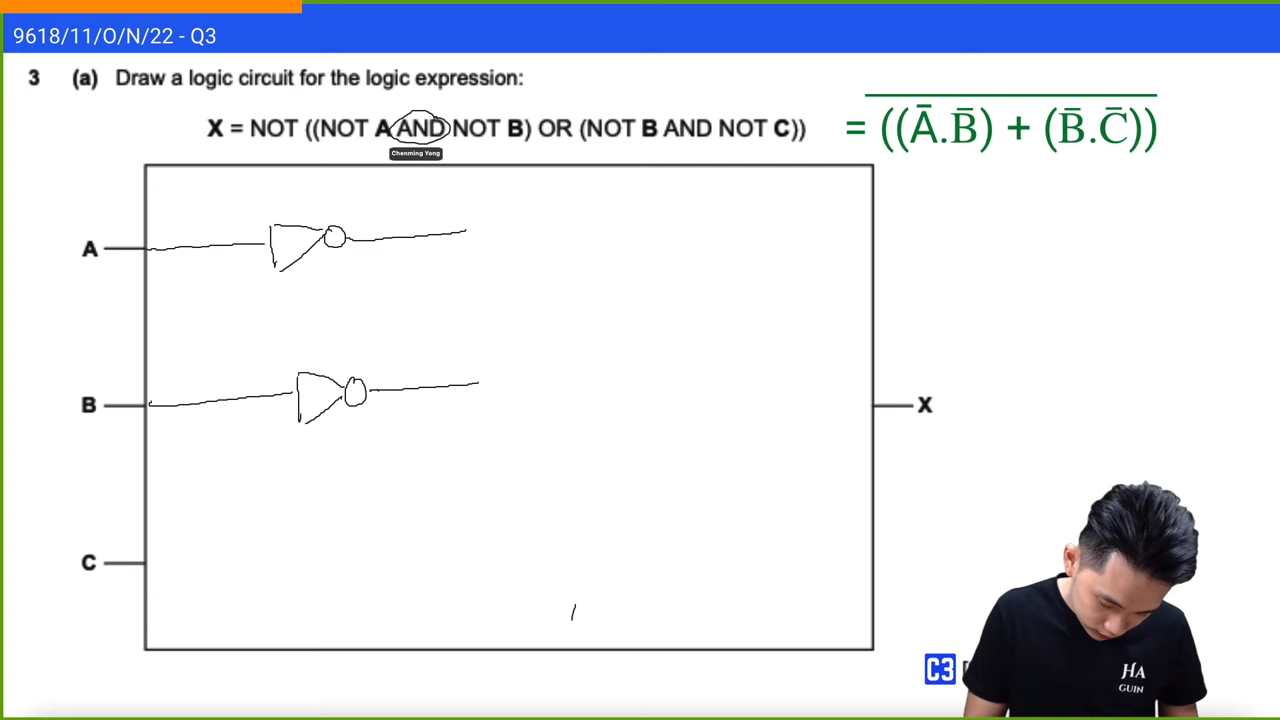 9618/11/O/N/22 - Q3
3 (a) Draw a logic circuit for the logic expression:
X = NOT ((NOT A AND NOT B) OR (NOT B AND NOT C))
= \overline{((Ā.B̄) + (B̄.C̄))}
Chenming Yong
A
B
X
C
C3 [
HA
GUIN